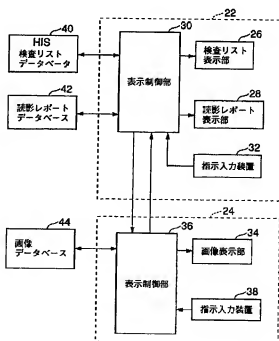 22
40
HIS
検査リスト
データベータ
30
表示制御部
26
検査リスト
表示部
42
読影レポート
データベース
28
読影レポート
表示部
32
指示入力装置
24
44
画像
データベース
36
表示制御部
34
画像表示部
38
指示入力装置